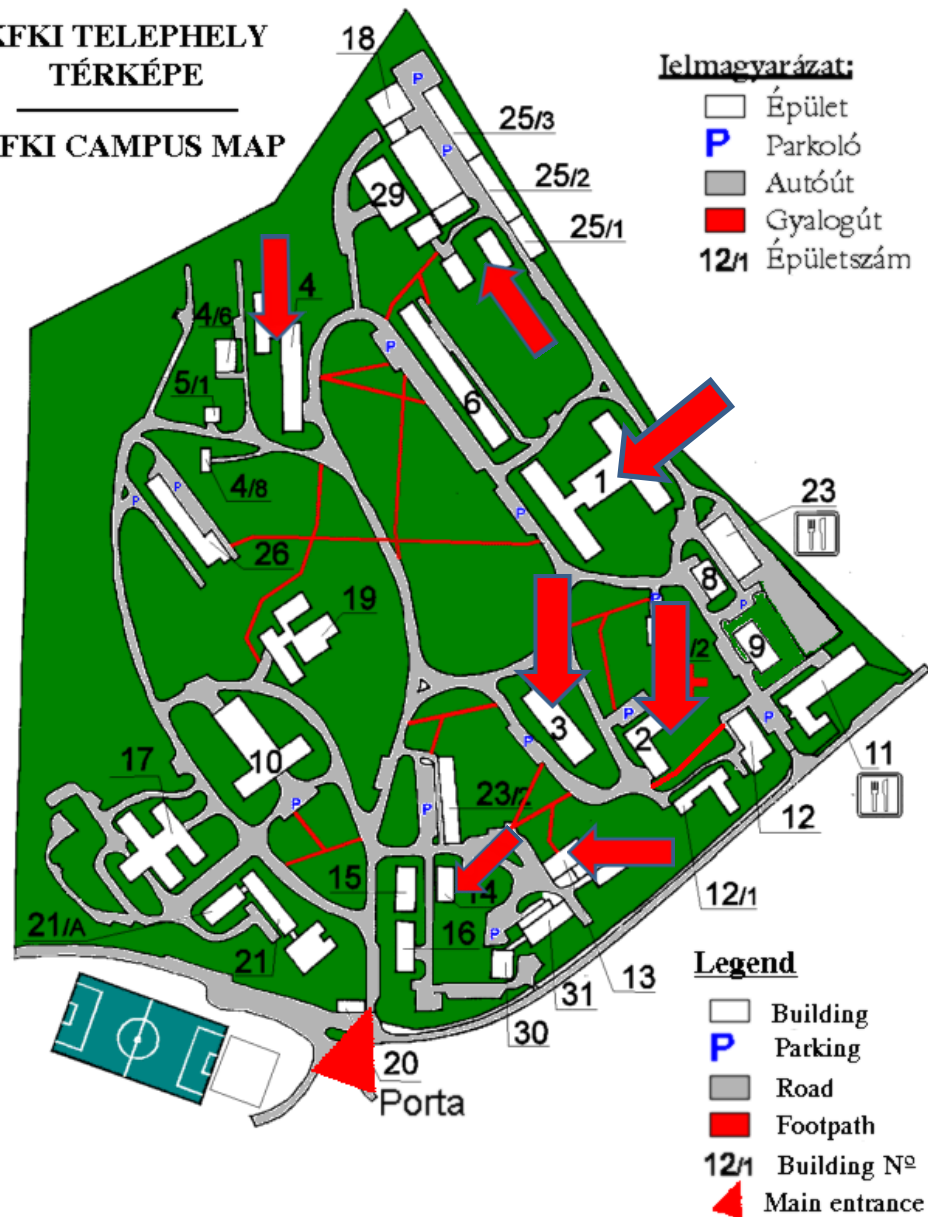 KFKI TELEPHELY
TÉRKÉPE
FKI CAMPUS MAP
Jelmagyarázat:
Épület
P Parkoló
Autóút
Gyalogút
12/1 Épületszám
18
P
25/3
P
25/2
29
25/1
4
4/6
P
6
5/1
1
4/8
P
P
P
23
26
8
P
P
19
9
/2
P
3
2
P
P
11
10
17
23/2
P
P
12
14
15
12/1
21/A
16
P
21
13
31
30
20
Porta
Legend
Building
P Parking
Road
Footpath
12/1 Building Nº
Main entrance